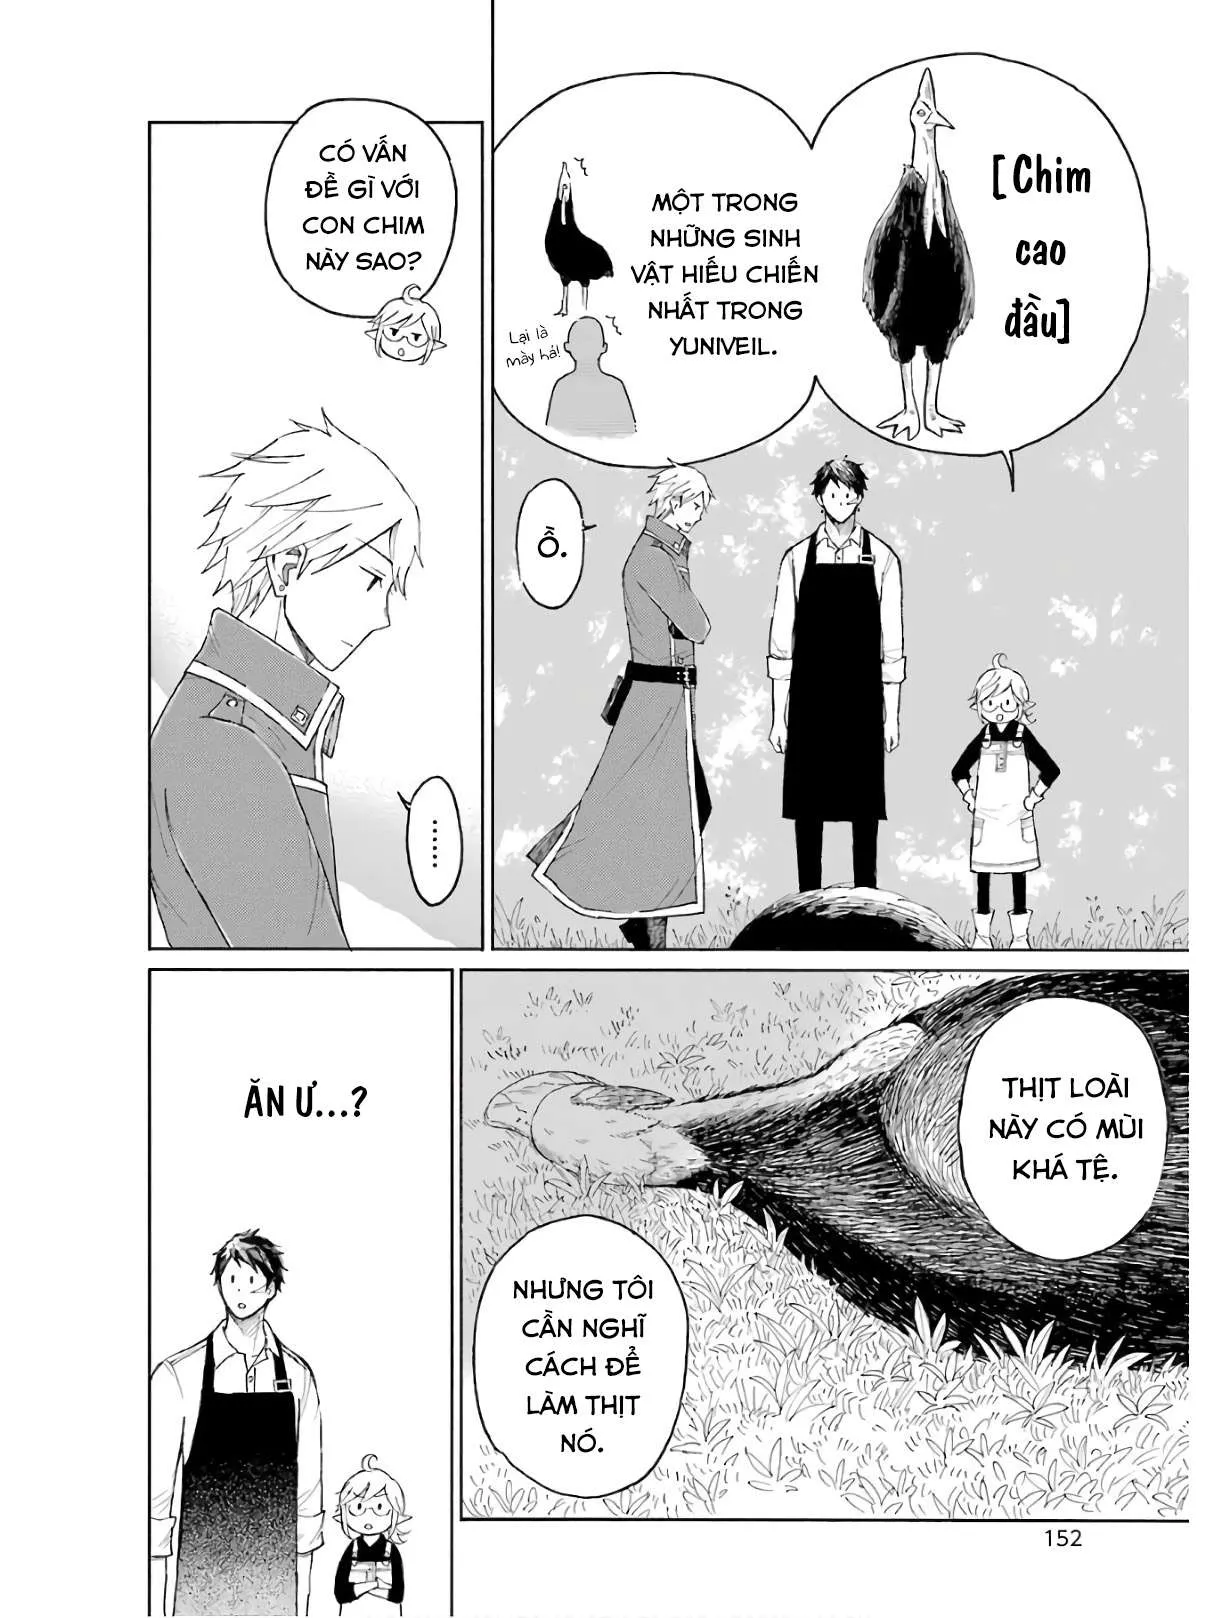 [Chim
cao
đầu]
MỘT TRONG
NHỮNG SINH
VẬT HIẾU CHIẾN
NHẤT TRONG
YUNIVEIL.
Lại là
mày hả!
Ồ.
CÓ VẤN
ĐỀ GÌ VỚI
CON CHIM
NÀY SAO?
........
THỊT LOÀI
NÀY CÓ MÙI
KHÁ TỆ.
NHƯNG TÔI
CẦN NGHĨ
CÁCH ĐỂ
LÀM THỊT
NÓ.
ĂN Ư...?
152